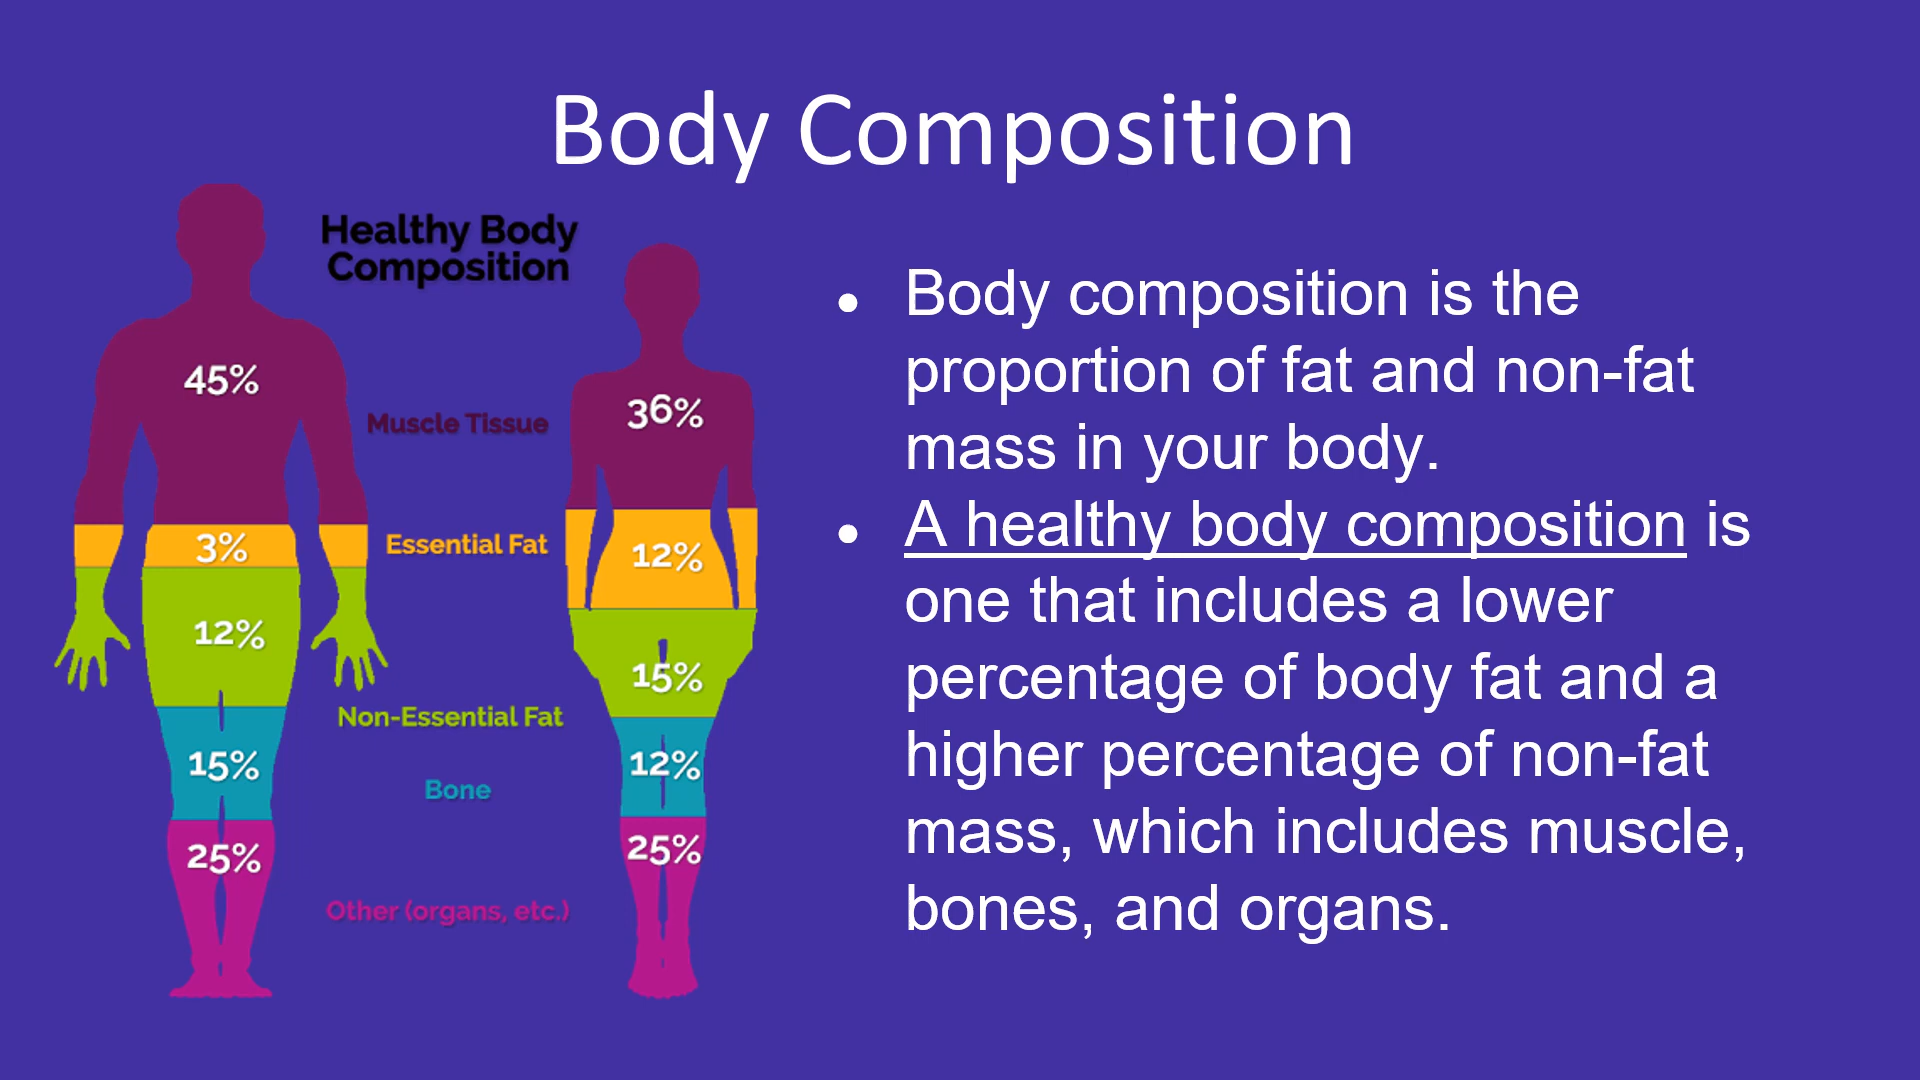 Body Composition
Healthy Body
Composition
45%
36%
Muscle Tissue
3%
Essential Fat
12%
12%
15%
Non-Essential Fat
15%
12%
Bone
25%
25%
Other (organs, etc.)
● Body composition is the
proportion of fat and non-fat
mass in your body.
● A healthy body composition is
one that includes a lower
percentage of body fat and a
higher percentage of non-fat
mass, which includes muscle,
bones, and organs.